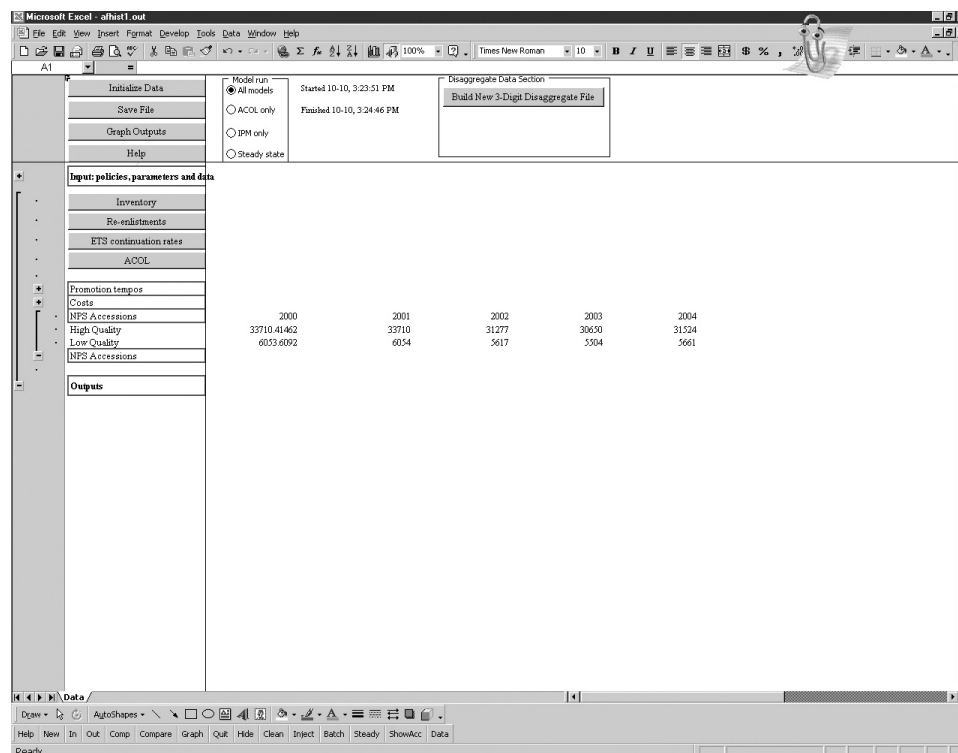 Microsoft Excel - afhist1.out
File Edit View Insert Format Develop Tools Data Window Help
100% Times New Roman 10 B I U $ % ,
A1 =
Initialize Data
Save File
Graph Outputs
Help
Model run
All models
ACOL only
IPM only
Steady state
Started 10-10, 3:23:51 PM
Finished 10-10, 3:24:46 PM
Disaggregate Data Section
Build New 3-Digit Disaggregate File
Input: policies, parameters and data
Inventory
Re-enlistments
ETS continuation rates
ACOL
Promotion tempos
Costs
NPS Accessions 2000 2001 2002 2003 2004
High Quality 33710.41462 33710 31277 30650 31524
Low Quality 6053.6092 6054 5617 5504 5661
NPS Accessions
Outputs
Data
Draw AutoShapes
Help New In Out Comp Compare Graph Quit Hide Clean Inject Batch Steady ShowAcc Data
Ready